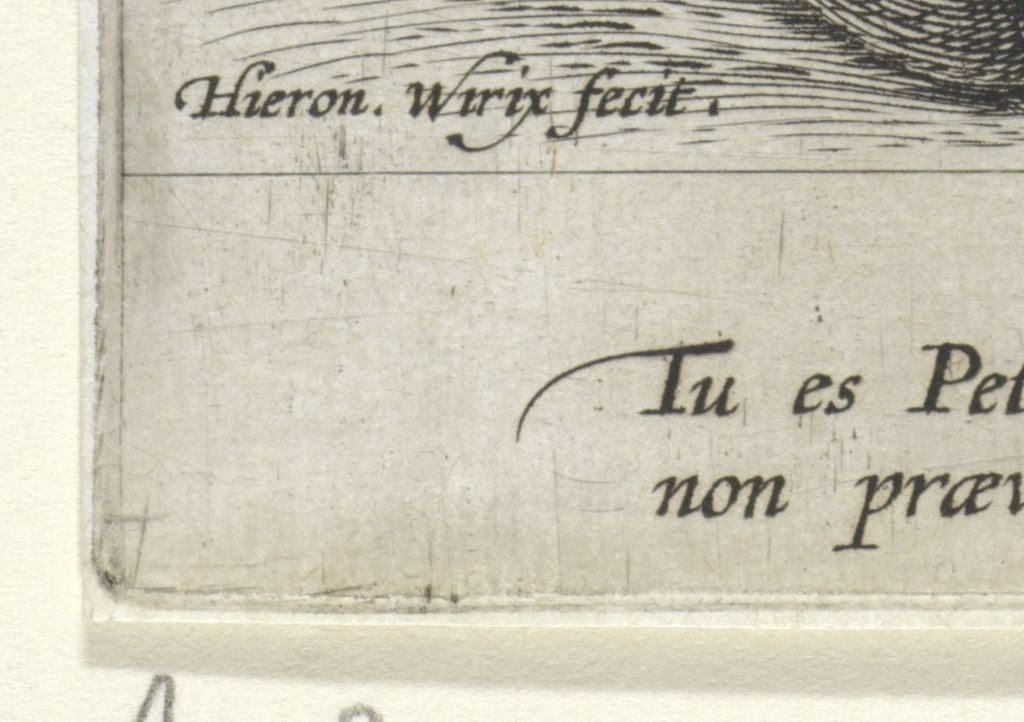 Hieron. Wirix fecit.
Tu es Pet
non præv